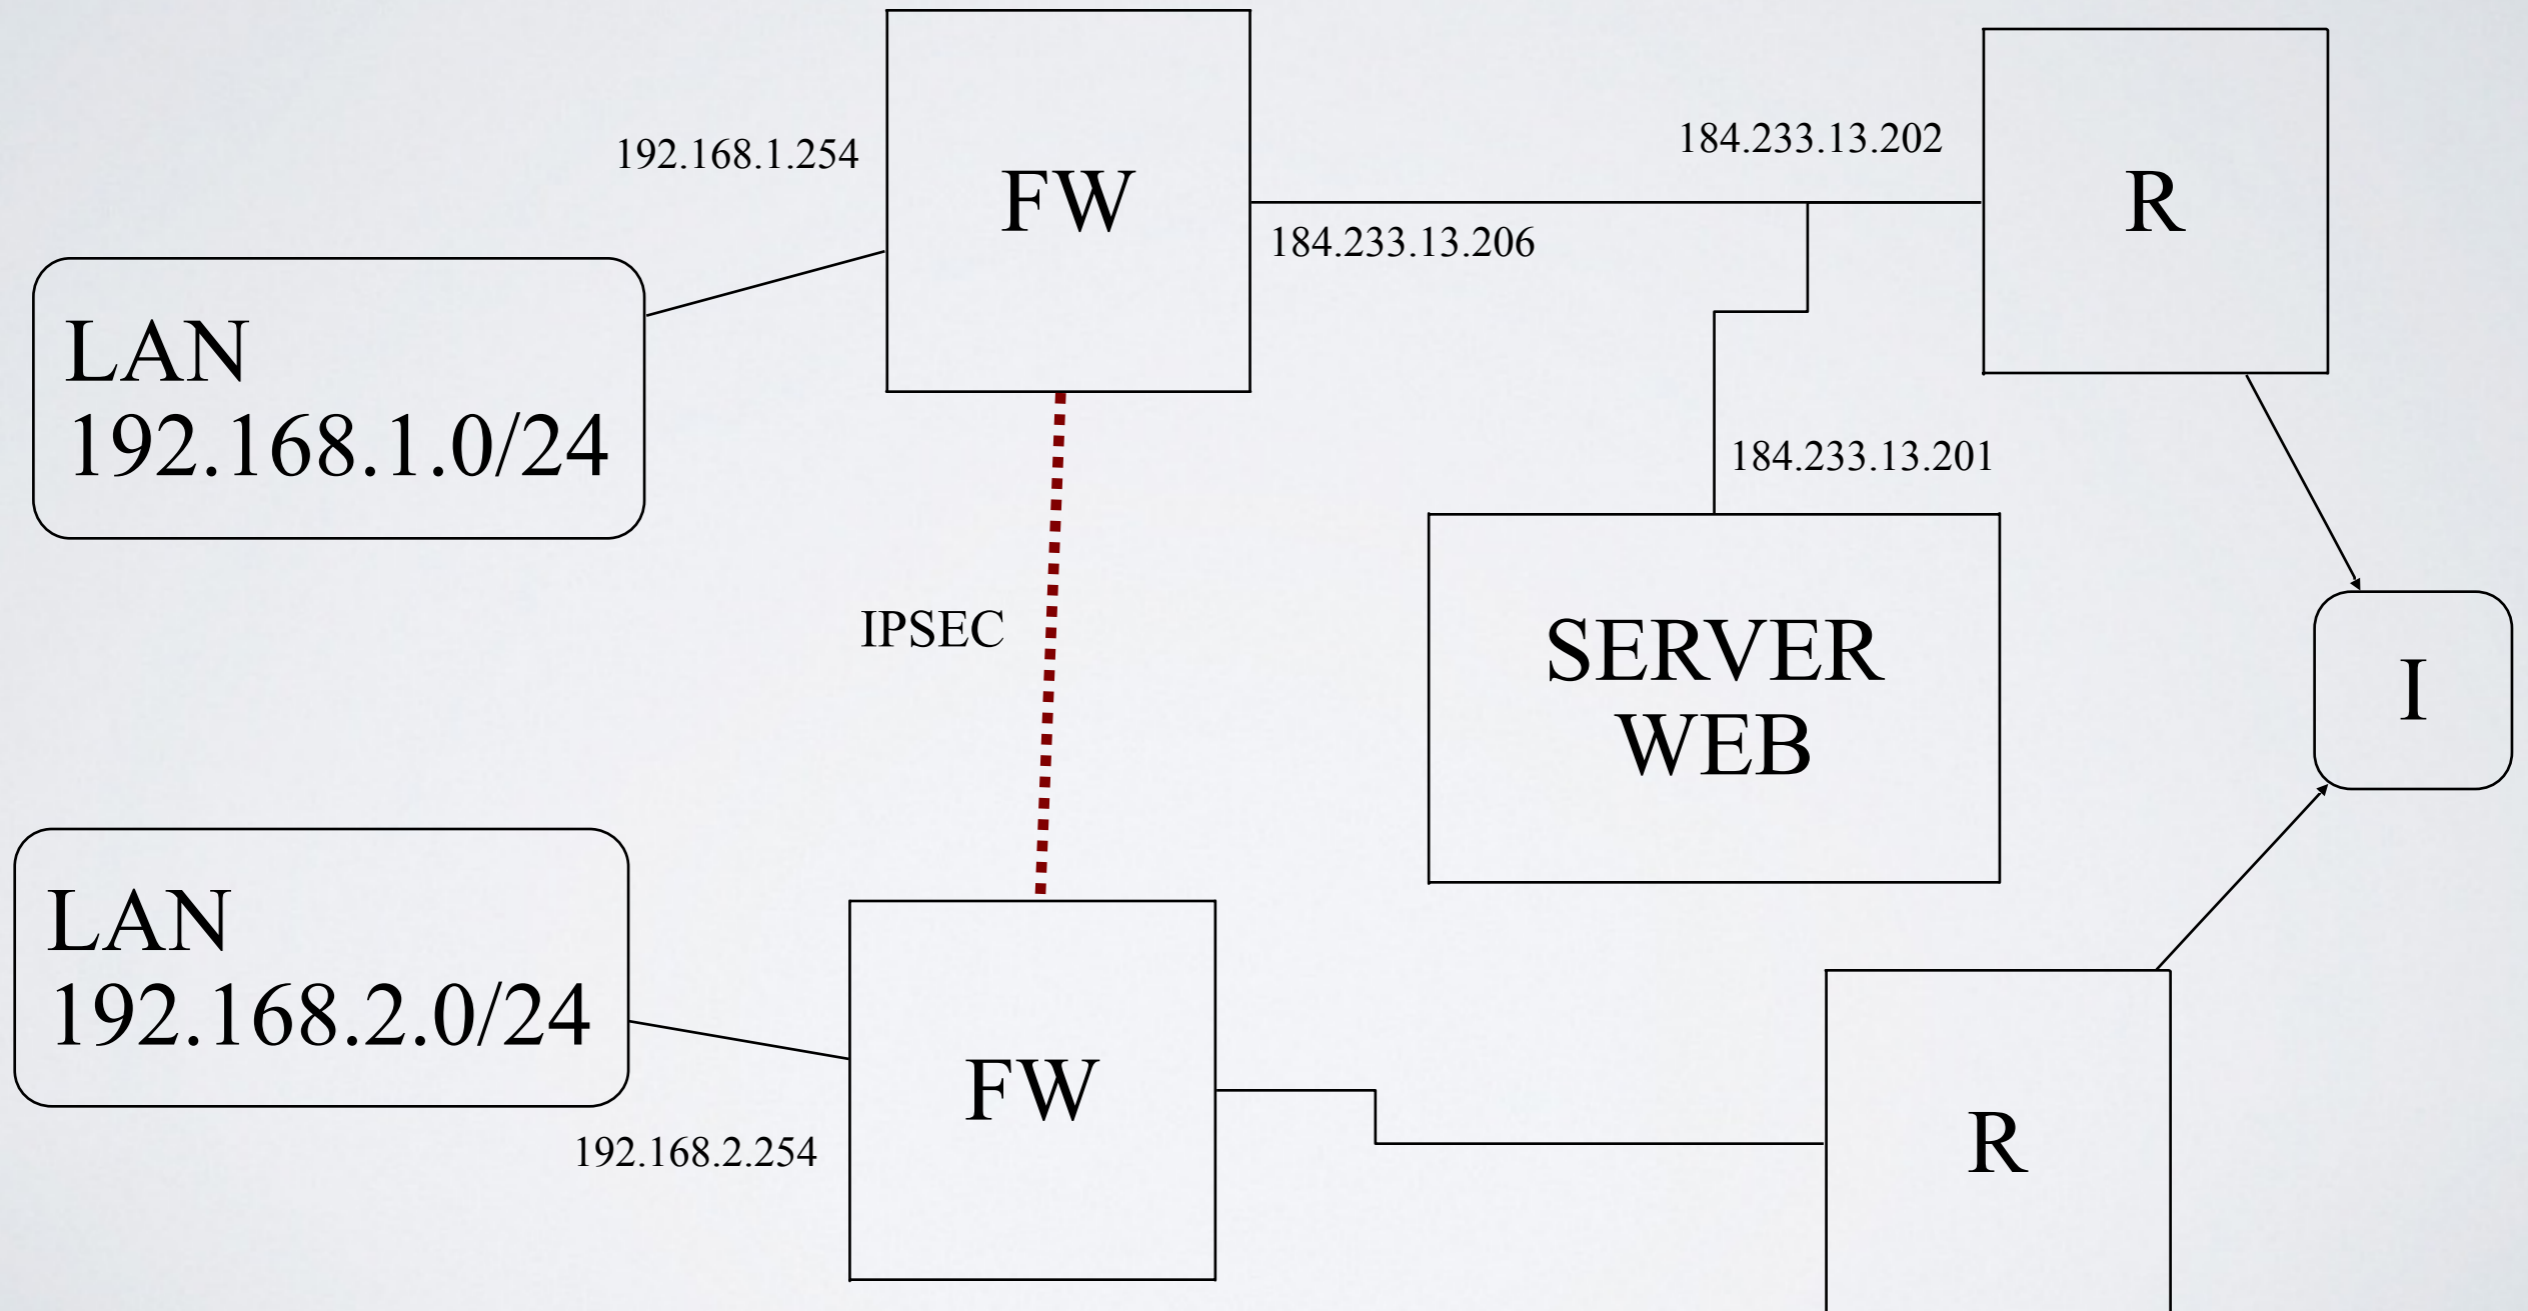 192.168.1.254
FW
184.233.13.202
R
184.233.13.206
LAN
192.168.1.0/24
184.233.13.201
IPSEC
SERVER
WEB
I
LAN
192.168.2.0/24
FW
192.168.2.254
R